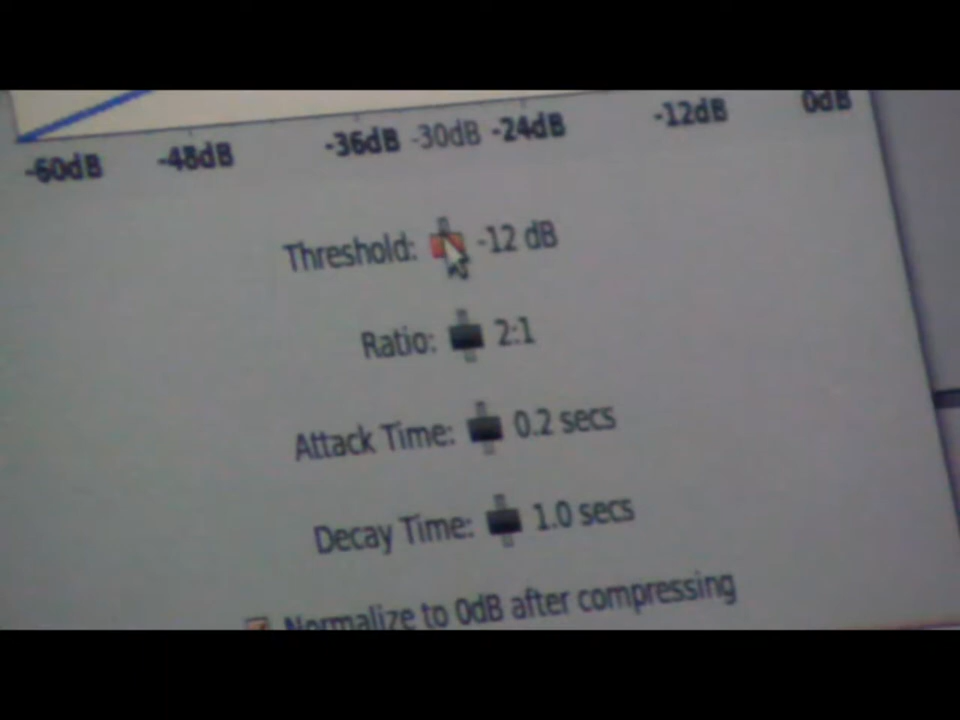 -60dB -48dB -36dB -30dB -24dB -12dB 0dB
Threshold: -12 dB
Ratio: 2:1
Attack Time: 0.2 secs
Decay Time: 1.0 secs
Normalize to 0dB after compressing